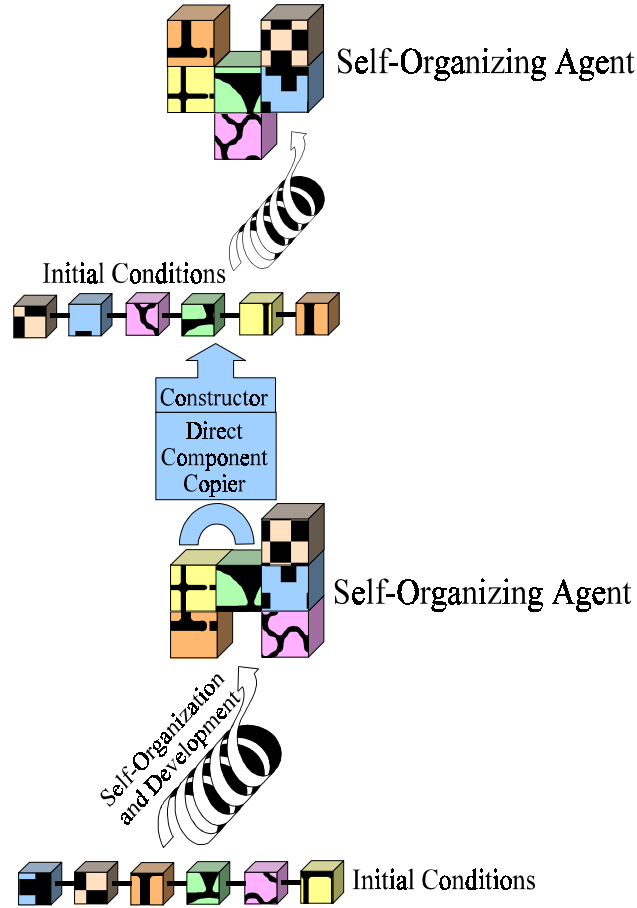 Self-Organizing Agent
Initial Conditions
Constructor
Direct
Component
Copier
Self-Organizing Agent
Self-Organization
and Development
Initial Conditions